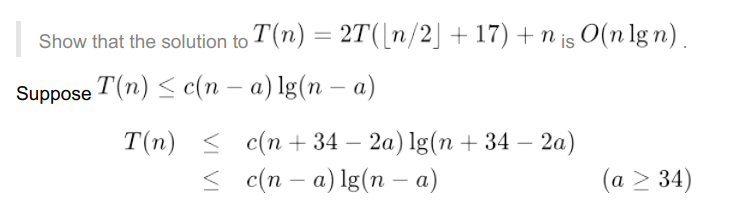 Show that the solution to T(n) = 2T(⌊n/2⌋ + 17) + n is O(n lg n).
Suppose T(n) ≤ c(n − a) lg(n − a)
T(n) ≤ c(n + 34 − 2a) lg(n + 34 − 2a)
≤ c(n − a) lg(n − a) (a ≥ 34)